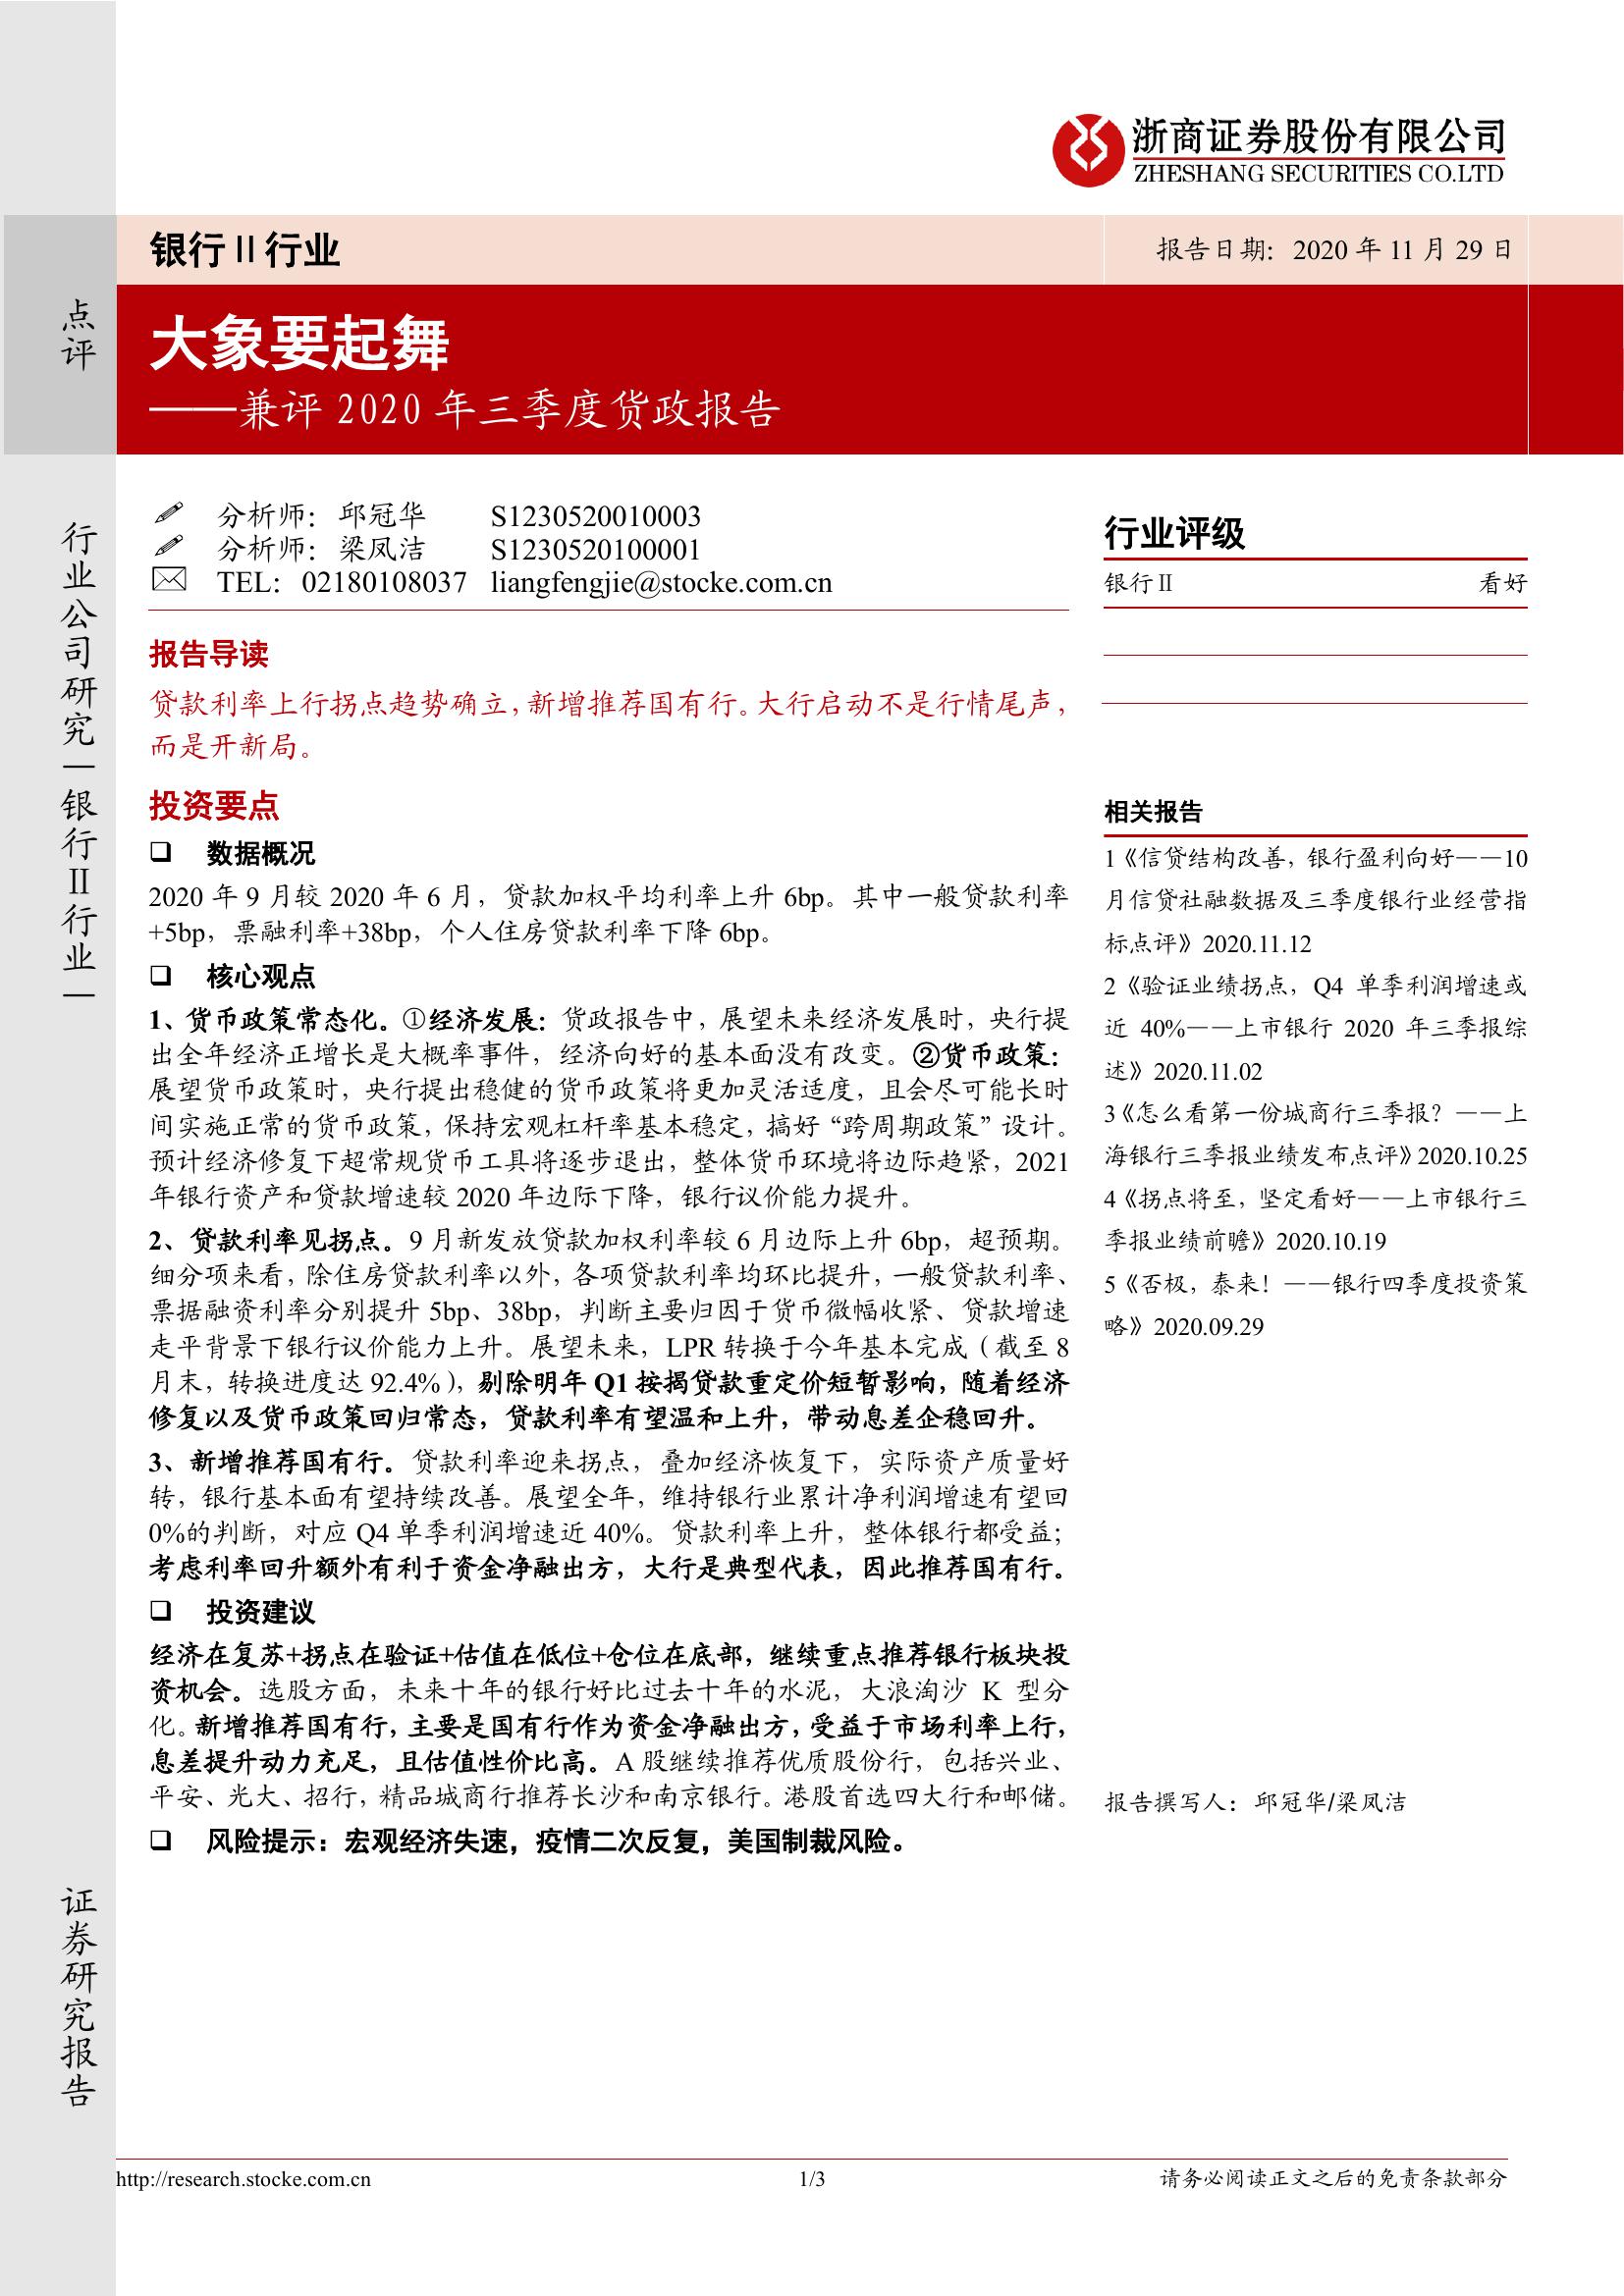 浙商证券股份有限公司
ZHESHANG SECURITIES CO.LTD
银行Ⅱ行业
报告日期：2020 年 11 月 29 日
点评
大象要起舞
——兼评 2020 年三季度货政报告
行业公司研究｜银行Ⅱ行业｜
证券研究报告
分析师：邱冠华 S1230520010003
分析师：梁凤洁 S1230520100001
TEL：02180108037 liangfengjie@stocke.com.cn
报告导读
贷款利率上行拐点趋势确立，新增推荐国有行。大行启动不是行情尾声，
而是开新局。
投资要点
❑ 数据概况
2020 年 9 月较 2020 年 6 月，贷款加权平均利率上升 6bp。其中一般贷款利率
+5bp，票融利率+38bp，个人住房贷款利率下降 6bp。
❑ 核心观点
1、货币政策常态化。①经济发展：货政报告中，展望未来经济发展时，央行提
出全年经济正增长是大概率事件，经济向好的基本面没有改变。②货币政策：
展望货币政策时，央行提出稳健的货币政策将更加灵活适度，且会尽可能长时
间实施正常的货币政策，保持宏观杠杆率基本稳定，搞好“跨周期政策”设计。
预计经济修复下超常规货币工具将逐步退出，整体货币环境将边际趋紧，2021
年银行资产和贷款增速较 2020 年边际下降，银行议价能力提升。
2、贷款利率见拐点。9 月新发放贷款加权利率较 6 月边际上升 6bp，超预期。
细分项来看，除住房贷款利率以外，各项贷款利率均环比提升，一般贷款利率、
票据融资利率分别提升 5bp、38bp，判断主要归因于货币微幅收紧、贷款增速
走平背景下银行议价能力上升。展望未来，LPR 转换于今年基本完成（截至 8
月末，转换进度达 92.4%），剔除明年 Q1 按揭贷款重定价短暂影响，随着经济
修复以及货币政策回归常态，贷款利率有望温和上升，带动息差企稳回升。
3、新增推荐国有行。贷款利率迎来拐点，叠加经济恢复下，实际资产质量好
转，银行基本面有望持续改善。展望全年，维持银行业累计净利润增速有望回
0%的判断，对应 Q4 单季利润增速近 40%。贷款利率上升，整体银行都受益；
考虑利率回升额外有利于资金净融出方，大行是典型代表，因此推荐国有行。
❑ 投资建议
经济在复苏+拐点在验证+估值在低位+仓位在底部，继续重点推荐银行板块投
资机会。选股方面，未来十年的银行好比过去十年的水泥，大浪淘沙 K 型分
化。新增推荐国有行，主要是国有行作为资金净融出方，受益于市场利率上行，
息差提升动力充足，且估值性价比高。A 股继续推荐优质股份行，包括兴业、
平安、光大、招行，精品城商行推荐长沙和南京银行。港股首选四大行和邮储。
❑ 风险提示：宏观经济失速，疫情二次反复，美国制裁风险。
行业评级
银行Ⅱ 看好
相关报告
1《信贷结构改善，银行盈利向好——10
月信贷社融数据及三季度银行业经营指
标点评》2020.11.12
2《验证业绩拐点，Q4 单季利润增速或
近 40%——上市银行 2020 年三季报综
述》2020.11.02
3《怎么看第一份城商行三季报？——上
海银行三季报业绩发布点评》2020.10.25
4《拐点将至，坚定看好——上市银行三
季报业绩前瞻》2020.10.19
5《否极，泰来！——银行四季度投资策
略》2020.09.29
报告撰写人：邱冠华/梁凤洁
http://research.stocke.com.cn
1/3
请务必阅读正文之后的免责条款部分